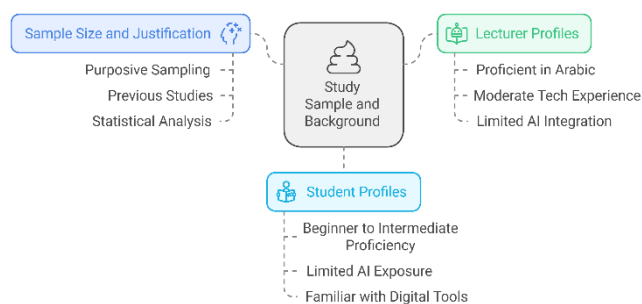 Sample Size and Justification
Purposive Sampling
Previous Studies
Statistical Analysis
Study
Sample and
Background
Lecturer Profiles
Proficient in Arabic
Moderate Tech Experience
Limited AI Integration
Student Profiles
Beginner to Intermediate
Proficiency
Limited AI Exposure
Familiar with Digital Tools